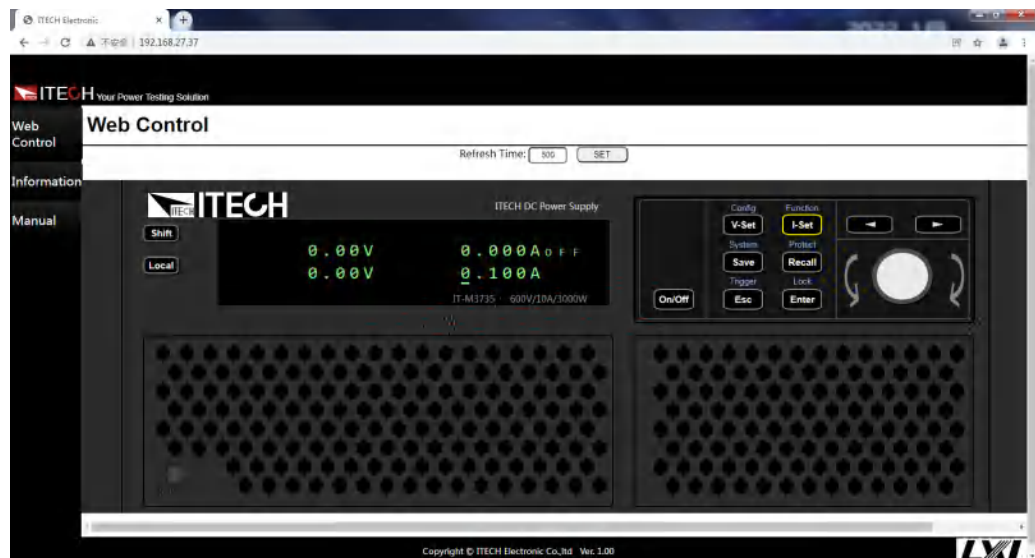 ITECH Electronic
不安全 | 192.168.27.37
ITECH Your Power Testing Solution
Web Control
Web Control
Refresh Time: 500 SET
Information
Manual
ITECH ITECH
ITECH DC Power Supply
Shift
Local
0.00V 0.000A OFF
0.00V 0.100A
IT-M3735 600V/10A/3000W
Config Function
V-Set I-Set
System Protect
Save Recall
Trigger Lock
On/Off Esc Enter
Copyright © ITECH Electronic Co.,ltd Ver. 1.00
LXI